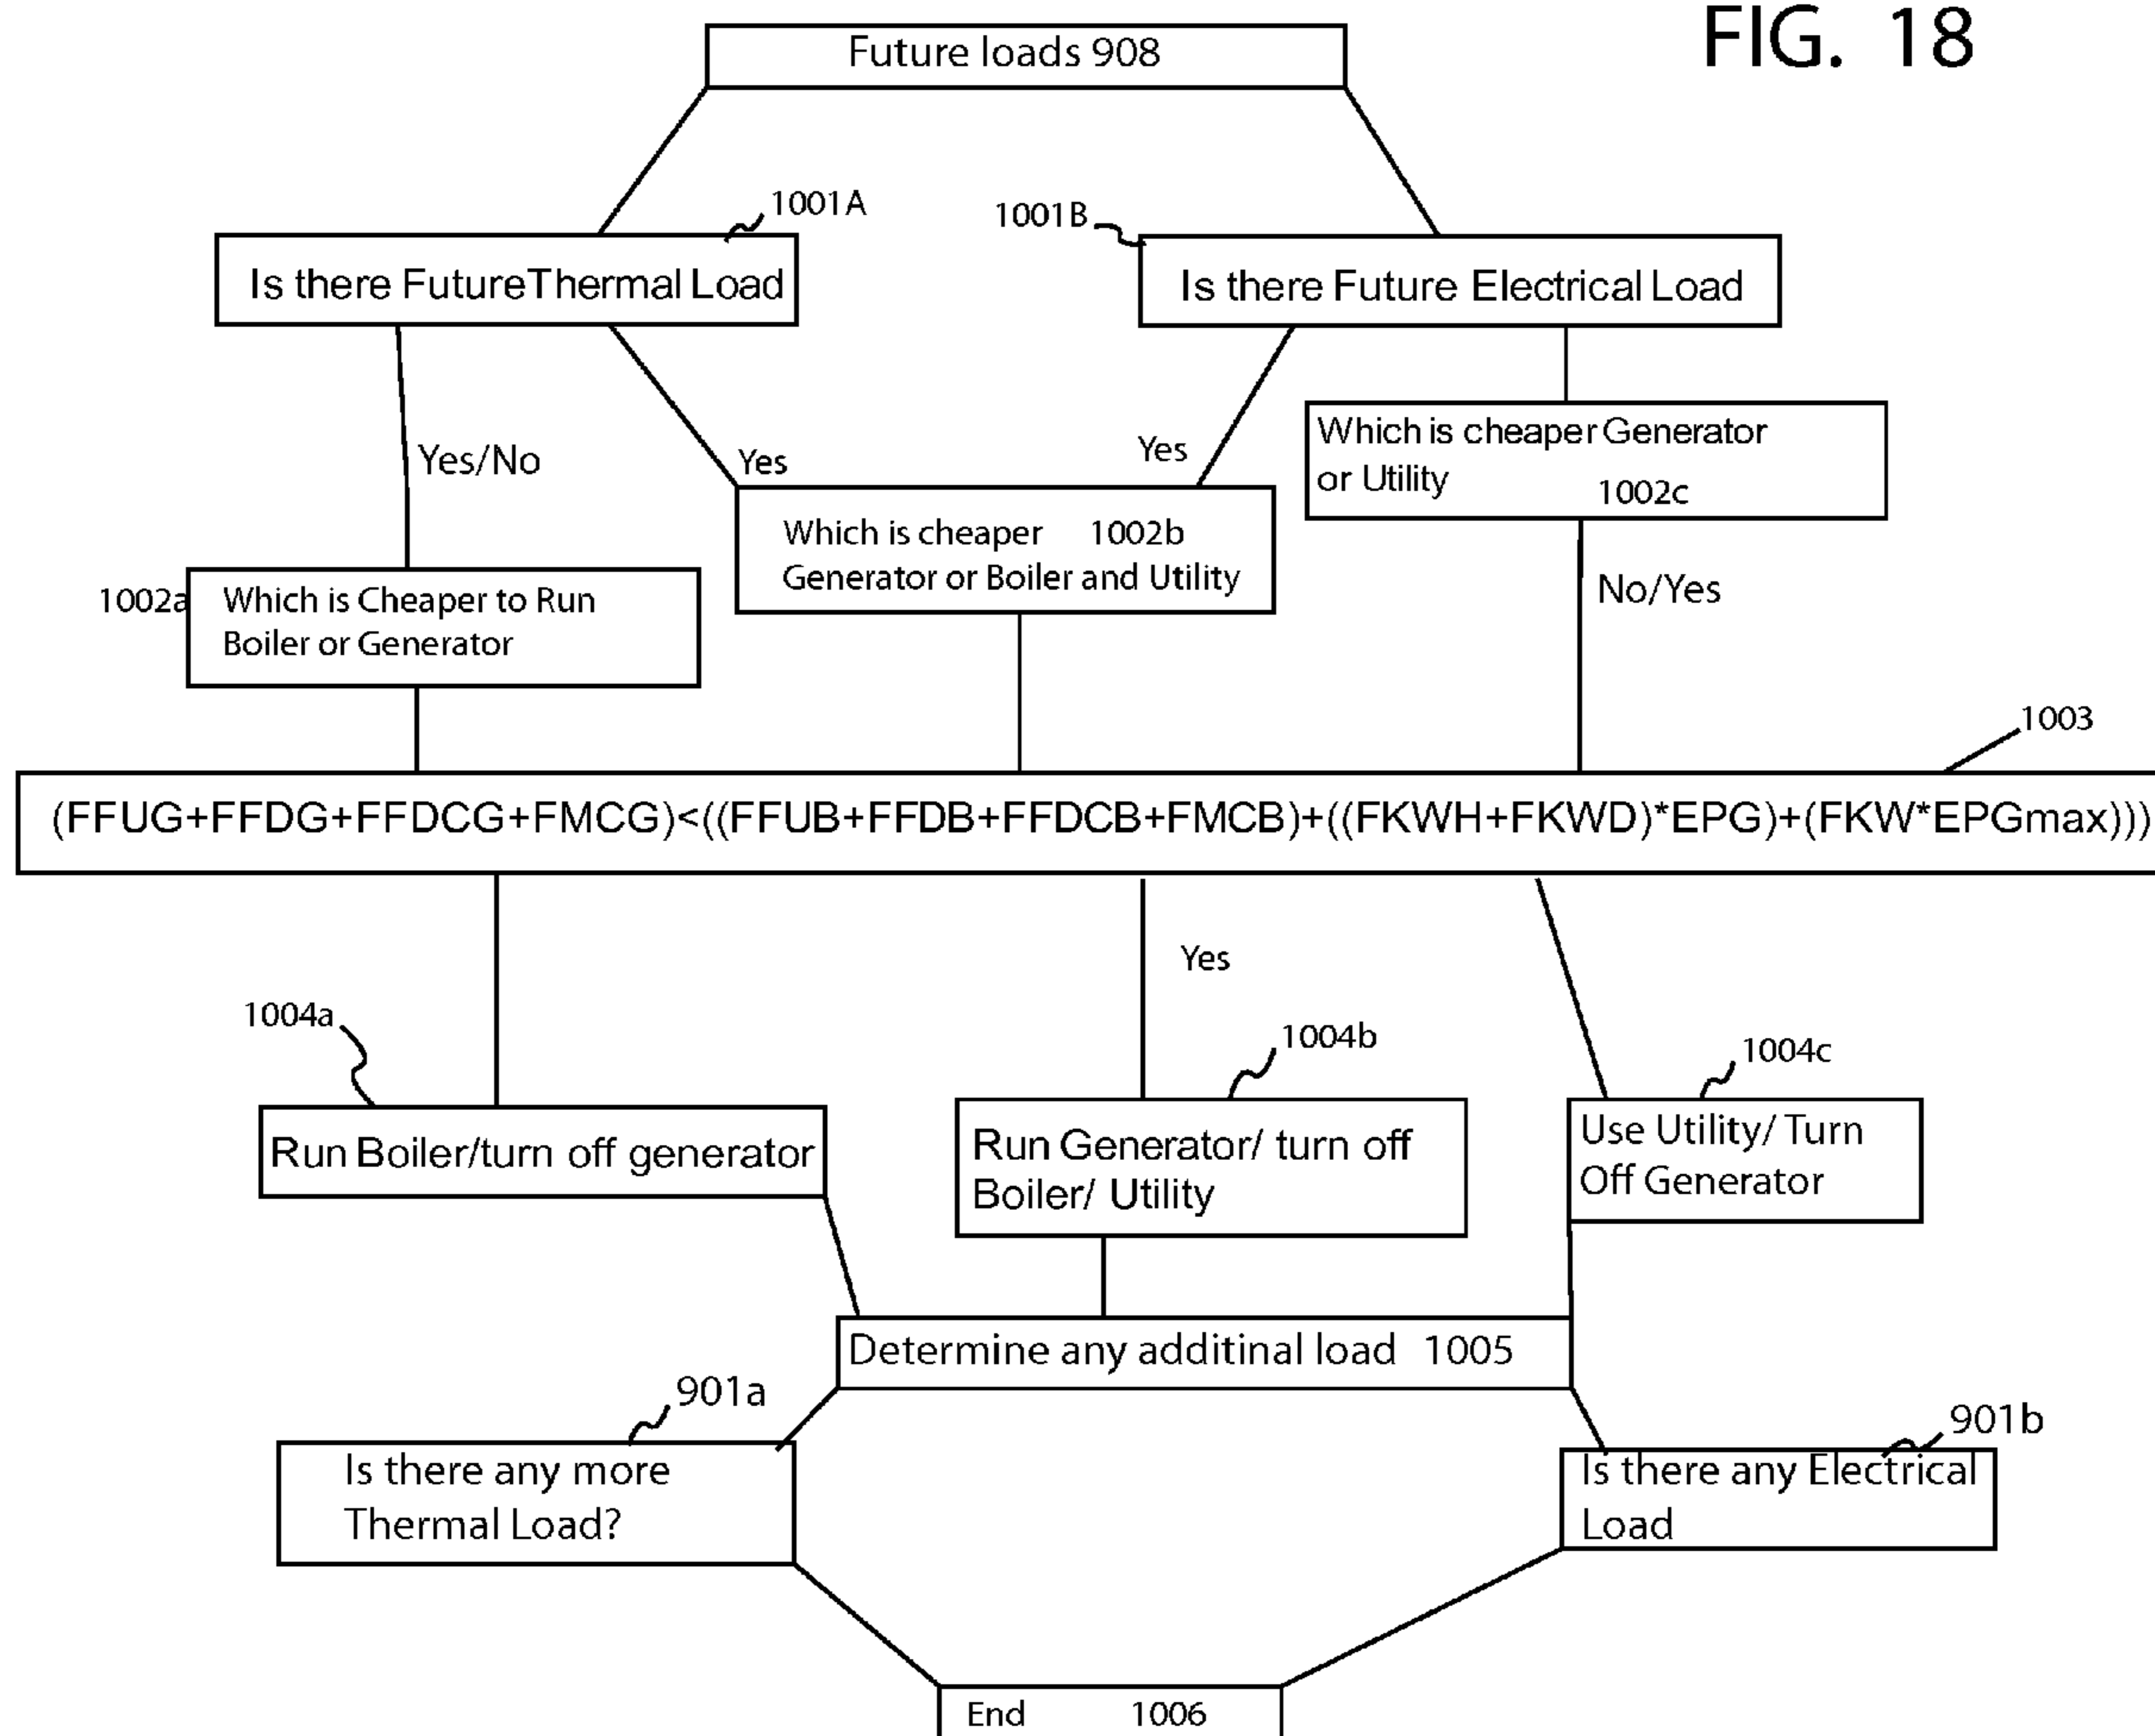 FIG. 18
Future loads 908
1001A
1001B
Is there FutureThermal Load
Is there Future Electrical Load
Yes/No
Yes
Yes
Which is cheaper Generator
or Utility 1002c
Which is cheaper 1002b
Generator or Boiler and Utility
1002a
Which is Cheaper to Run
Boiler or Generator
No/Yes
1003
(FFUG+FFDG+FFDCG+FMCG)<((FFUB+FFDB+FFDCB+FMCB)+((FKWH+FKWD)*EPG)+(FKW*EPGmax)))
Yes
1004a
1004b
1004c
Run Boiler/turn off generator
Run Generator/ turn off
Boiler/ Utility
Use Utility/ Turn
Off Generator
Determine any additinal load 1005
901a
901b
Is there any more
Thermal Load?
Is there any Electrical
Load
End 1006